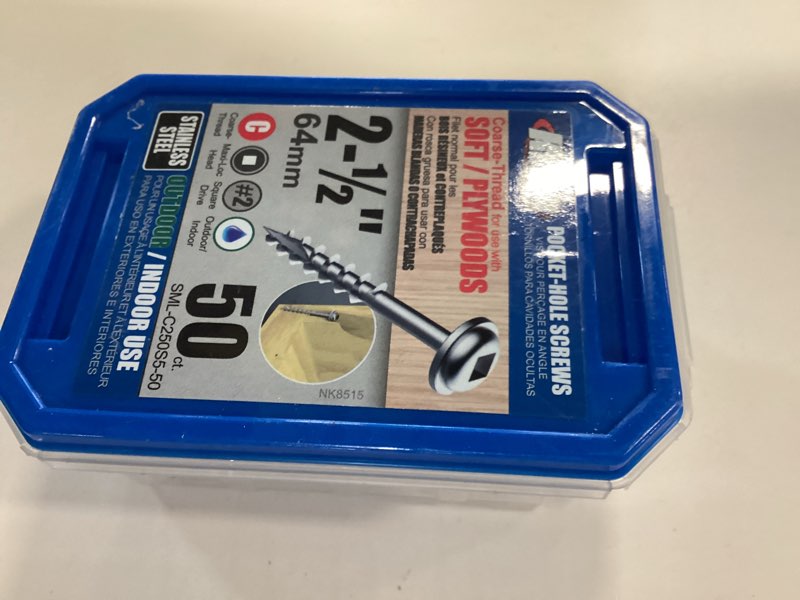 POCKET-HOLE SCREWS
VIS POUR PERÇAGE EN ANGLE
TORNILLOS PARA CAVIDADES OCULTAS
Coarse-Thread for use with
SOFT / PLYWOODS
Filet normal pour les
BOIS RÉSINEUX et CONTREPLAQUÉS
Con rosca gruesa para usar con
MADERAS BLANDAS O CONTRACHAPADAS
2-½"
64mm
C
#2
Coarse Thread
Maxi-Loc Head
Square Drive
Outdoor/ Indoor
50 ct.
SML-C250S5-50
NK8515
STAINLESS
STEEL
OUTDOOR / INDOOR USE
POUR UN USAGE À L'INTÉRIEUR ET À L'EXTÉRIEUR
PARA USO EN EXTERIORES E INTERIORES